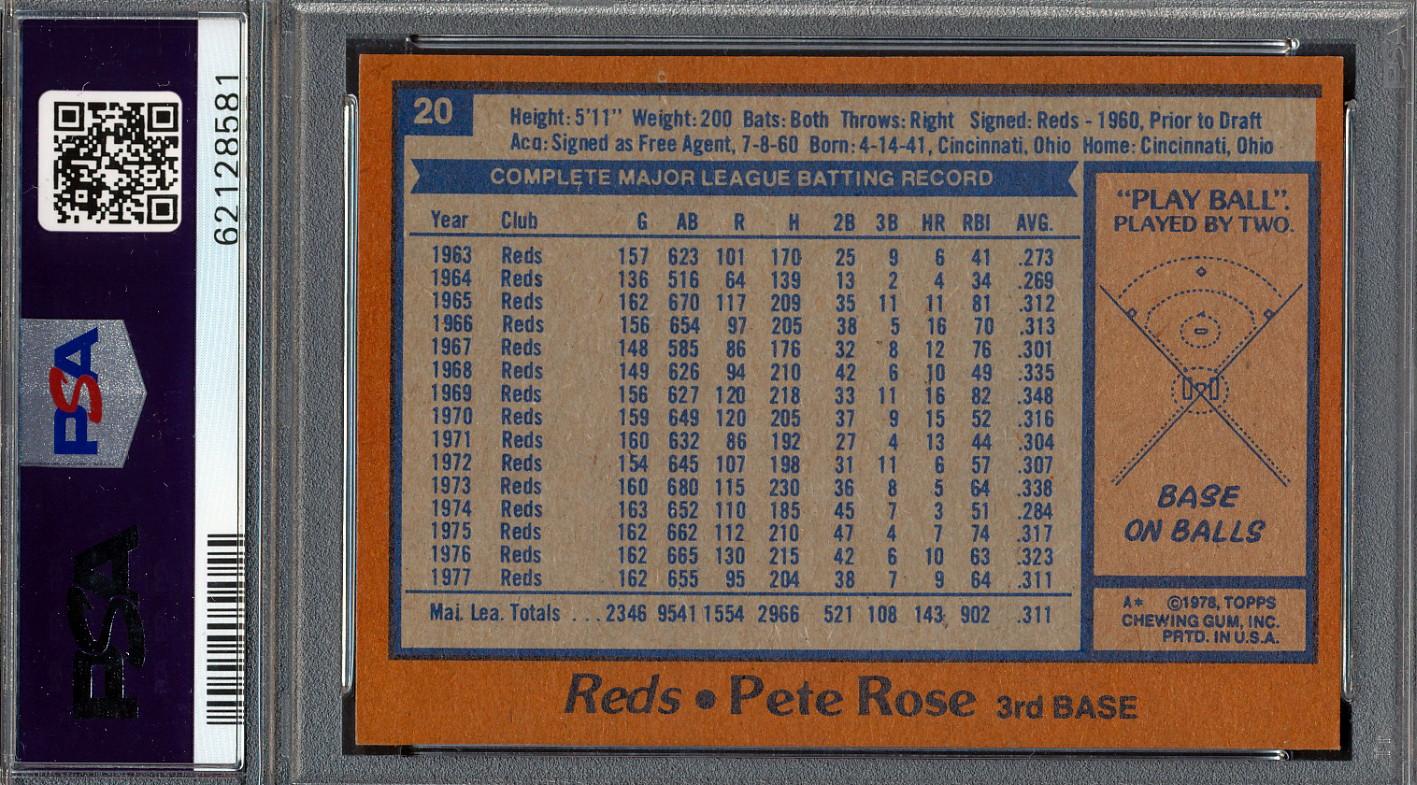 621128581
PSA
PSA
20
Height: 5'11" Weight: 200 Bats: Both Throws: Right Signed: Reds - 1960, Prior to Draft
Acq: Signed as Free Agent, 7-8-60 Born: 4-14-41, Cincinnati, Ohio Home: Cincinnati, Ohio
COMPLETE MAJOR LEAGUE BATTING RECORD
Year Club G AB R H 2B 3B HR RBI AVG.
1963 Reds 157 623 101 170 25 9 6 41 .273
1964 Reds 136 516 64 139 13 2 4 34 .269
1965 Reds 162 670 117 209 35 11 11 81 .312
1966 Reds 156 654 97 205 38 5 16 70 .313
1967 Reds 148 585 86 176 32 8 12 76 .301
1968 Reds 149 626 94 210 42 6 10 49 .335
1969 Reds 156 627 120 218 33 11 16 82 .348
1970 Reds 159 649 120 205 37 9 15 52 .316
1971 Reds 160 632 86 192 27 4 13 44 .304
1972 Reds 154 645 107 198 31 11 6 57 .307
1973 Reds 160 680 115 230 36 8 5 64 .338
1974 Reds 163 652 110 185 45 7 3 51 .284
1975 Reds 162 662 112 210 47 4 7 74 .317
1976 Reds 162 665 130 215 42 6 10 63 .323
1977 Reds 162 655 95 204 38 7 9 64 .311
Maj. Lea. Totals ... 2346 9541 1554 2966 521 108 143 902 .311
"PLAY BALL".
PLAYED BY TWO.
BASE
ON BALLS
A* ©1978, TOPPS
CHEWING GUM, INC.
PRTD. IN U.S.A.
Reds • Pete Rose 3rd BASE